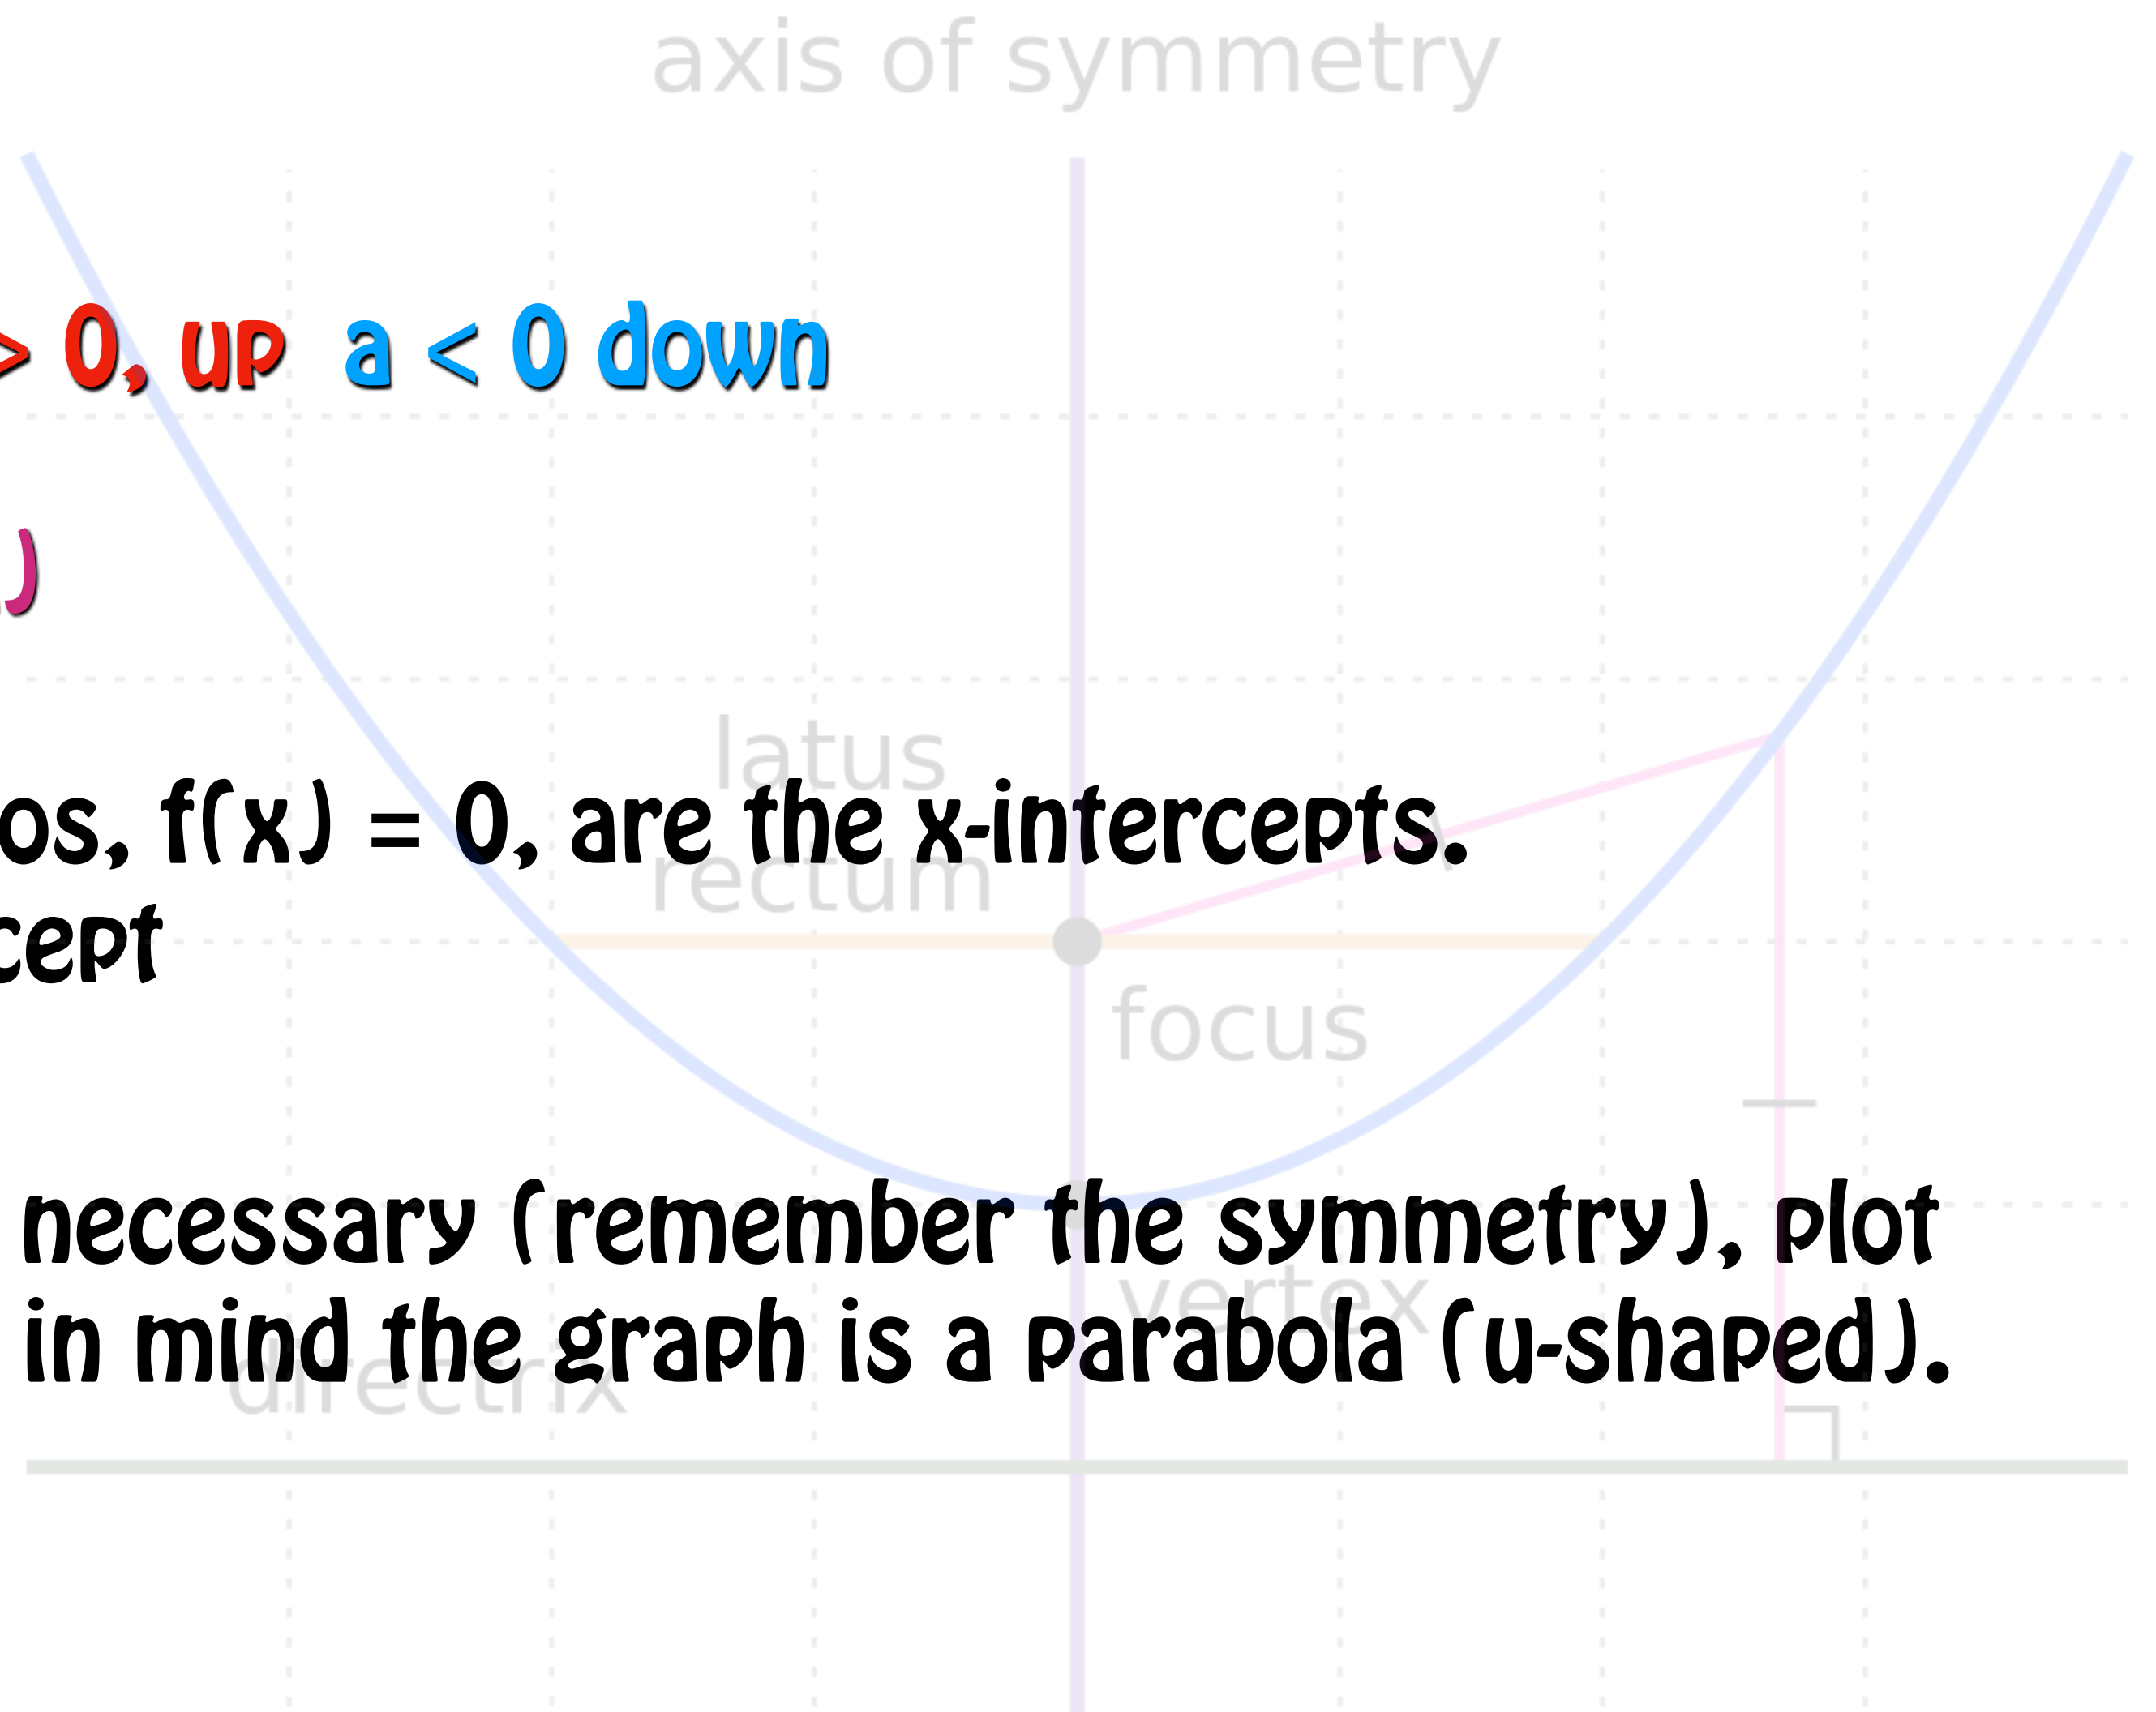 axis of symmetry
> 0, up a < 0 down
)
latus
os, f(x) = 0, are the x-intercepts.
rectum
cept
focus
necessary (remember the symmetry), plot
vertex
in mind the graph is a parabola (u-shaped).
directrix